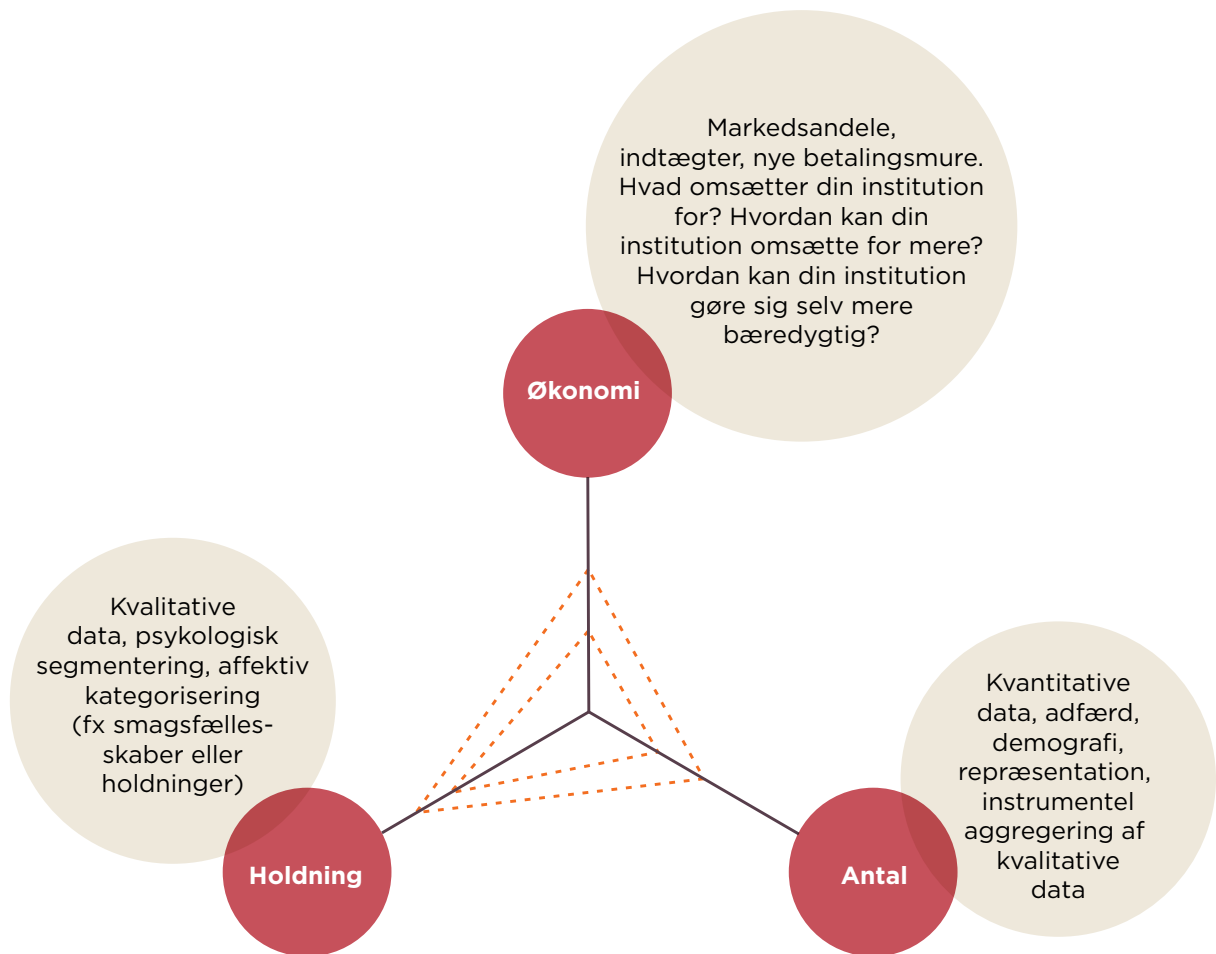 Markedsandele,
indtægter, nye betalingsmure.
Hvad omsætter din institution
for? Hvordan kan din
institution omsætte for mere?
Hvordan kan din institution
gøre sig selv mere
bæredygtig?
Økonomi
Kvalitative
data, psykologisk
segmentering, affektiv
kategorisering
(fx smagsfælles-
skaber eller
holdninger)
Holdning
Kvantitative
data, adfærd,
demografi,
repræsentation,
instrumentel
aggregering af
kvalitative
data
Antal